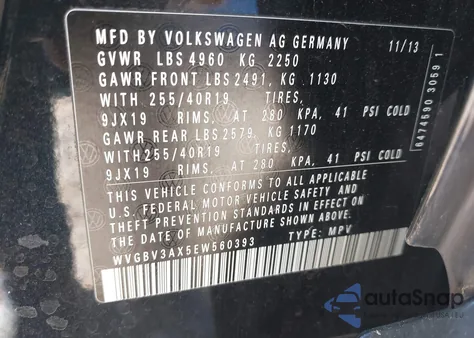 MFD BY VOLKSWAGEN AG GERMANY 11/13
GVWR LBS 4960 KG 2250
GAWR FRONT LBS 2491, KG 1130
WITH 255/40R19 TIRES,
9JX19 RIMS, AT 280 KPA, 41 PSI COLD
GAWR REAR LBS 2579, KG 1170
WITH 255/40R19 TIRES,
9JX19 RIMS, AT 280 KPA, 41 PSI COLD
THIS VEHICLE CONFORMS TO ALL APPLICABLE
U.S. FEDERAL MOTOR VEHICLE SAFETY AND
THEFT PREVENTION STANDARDS IN EFFECT
ON THE DATE OF MANUFACTURE SHOWN ABOVE.
WVGBV3AX5EW560393 TYPE: MPV
6474590 3059 1
autoSnap